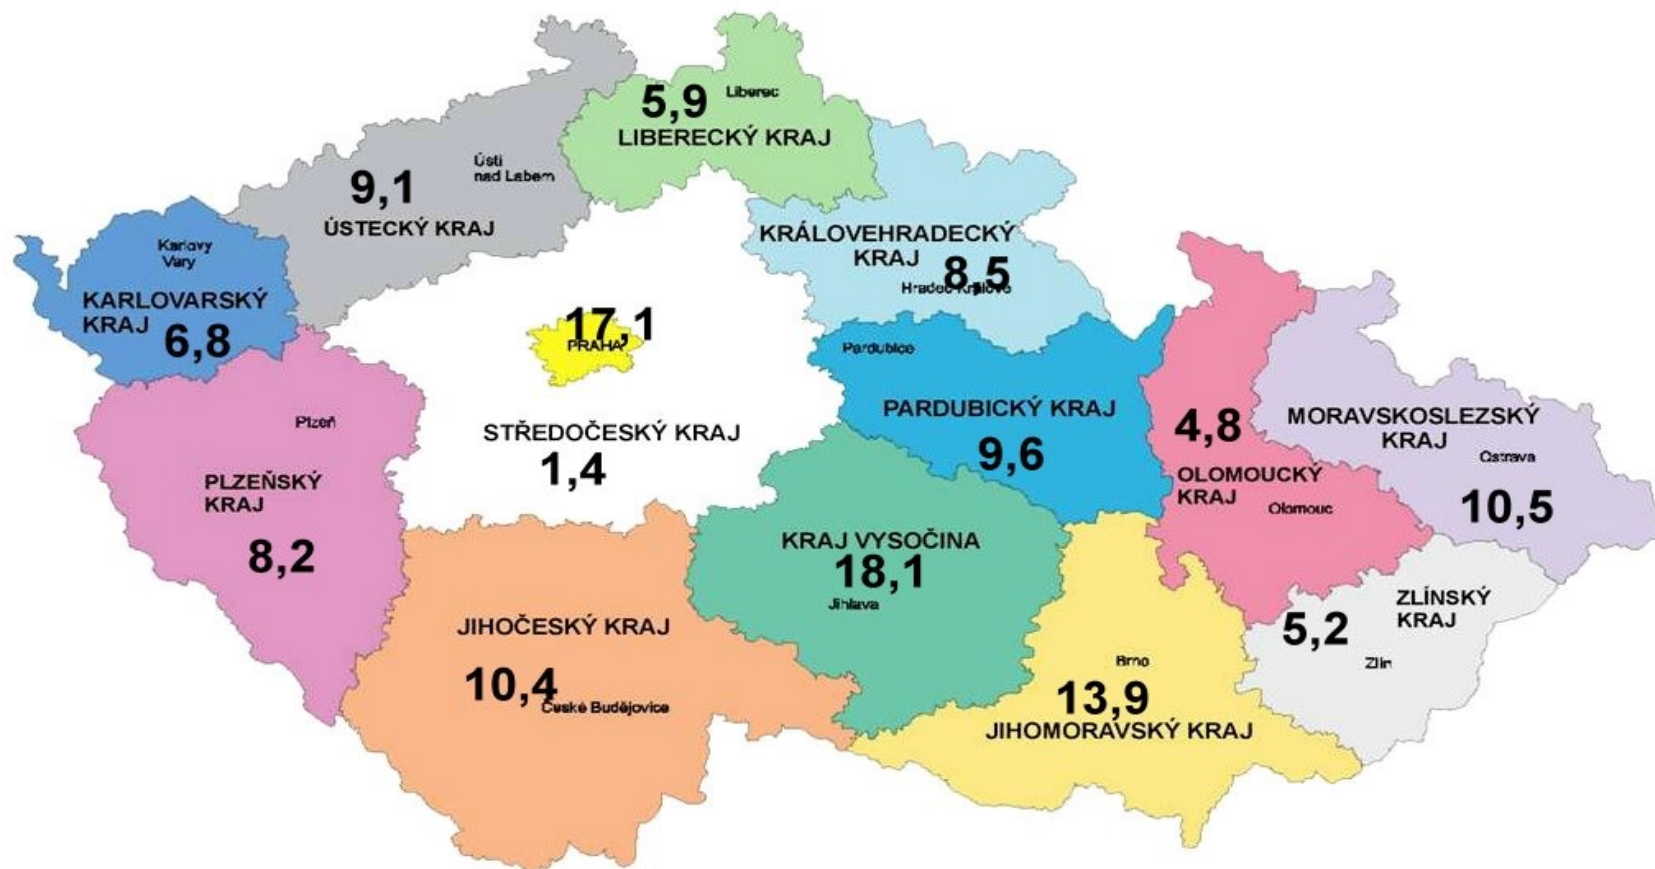 5,9
Liberec
LIBERECKÝ KRAJ
9,1
Ústí
nad Labem
ÚSTECKÝ KRAJ
Karlovy
Vary
KARLOVARSKÝ
KRAJ
6,8
KRÁLOVEHRADECKÝ
KRAJ
8,5
Hradec Králové
17,1
PRAHA
STŘEDOČESKÝ KRAJ
1,4
Pardubice
PARDUBICKÝ KRAJ
9,6
4,8
OLOMOUCKÝ
KRAJ
Olomouc
MORAVSKOSLEZSKÝ
KRAJ
Ostrava
10,5
Plzeň
PLZEŇSKÝ
KRAJ
8,2
KRAJ VYSOČINA
18,1
Jihlava
JIHOČESKÝ KRAJ
10,4
České Budějovice
Brno
13,9
JIHOMORAVSKÝ KRAJ
ZLÍNSKÝ
KRAJ
5,2
Zlín